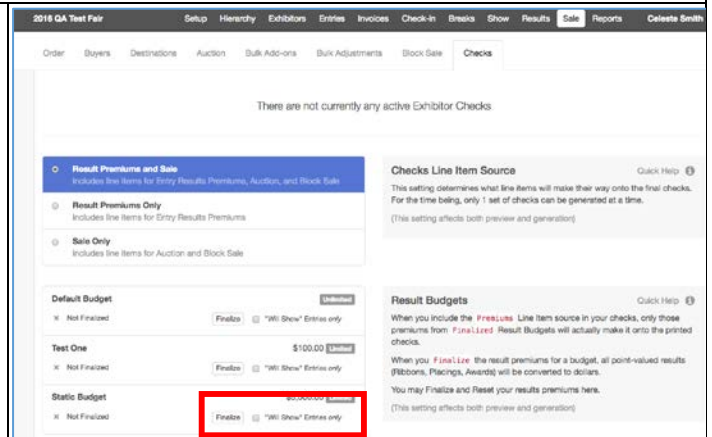 2016 QA Test Fair Setup Hierarchy Exhibitors Entries Invoices Check-in Breaks Show Results Sale Reports Celeste Smith
Order Buyers Destinations Auction Bulk Add-ons Bulk Adjustments Block Sale Checks
There are not currently any active Exhibitor Checks
Result Premiums and Sale
Includes line items for Entry Results Premiums, Auction, and Block Sale
Result Premiums Only
Includes line items for Entry Results Premiums
Sale Only
Includes line items for Auction and Block Sale
Checks Line Item Source Quick Help
This setting determines what line items will make their way onto the final checks.
For the time being, only 1 set of checks can be generated at a time.
(This setting affects both preview and generation)
Default Budget Unlimited
× Not Finalized Finalize "Will Show" Entries only
Test One $100.00 Limited
× Not Finalized Finalize "Will Show" Entries only
Static Budget
× Not Finalized Finalize "Will Show" Entries only
Result Budgets Quick Help
When you include the Premiums Line Item source in your checks, only those
premiums from Finalized Result Budgets will actually make it onto the printed
checks.
When you Finalize the result premiums for a budget, all point-valued results
(Ribbons, Placings, Awards) will be converted to dollars.
You may Finalize and Reset your results premiums here.
(This setting affects both preview and generation)